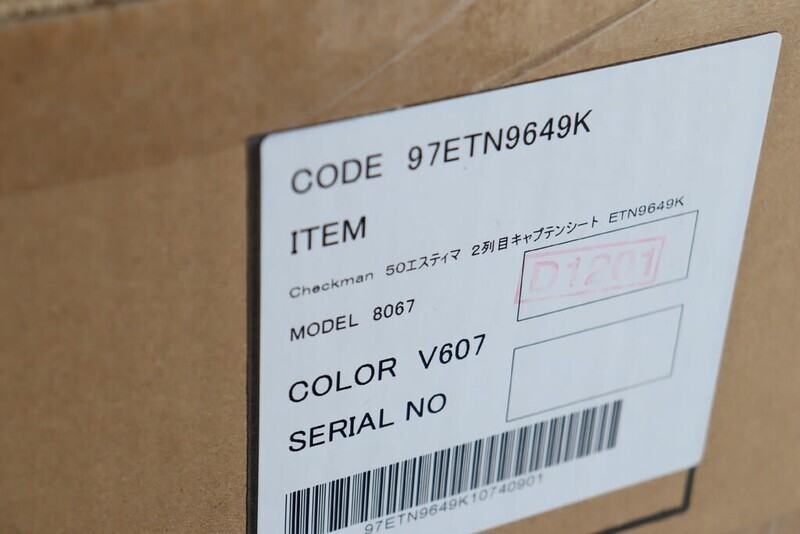 CODE 97ETN9649K
ITEM
Checkman 50エスティマ 2列目キャプテンシート ETN9649K
D1201
MODEL 8067
COLOR V607
SERIAL NO
97ETN9649K10740901